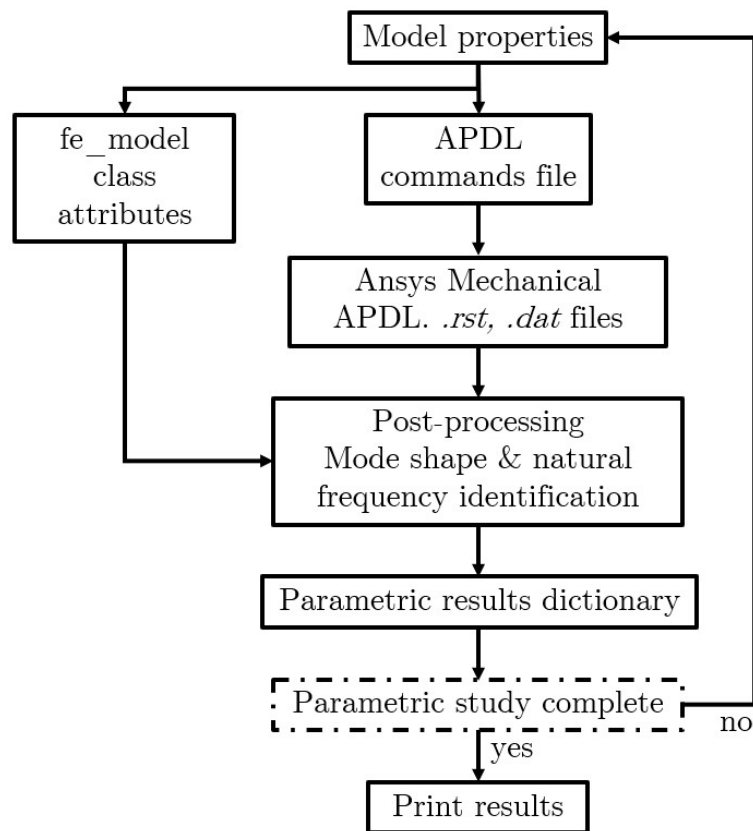 Model properties
fe_model
class
attributes
APDL
commands file
Ansys Mechanical
APDL. .rst, .dat files
Post-processing
Mode shape & natural
frequency identification
Parametric results dictionary
Parametric study complete
no
yes
Print results